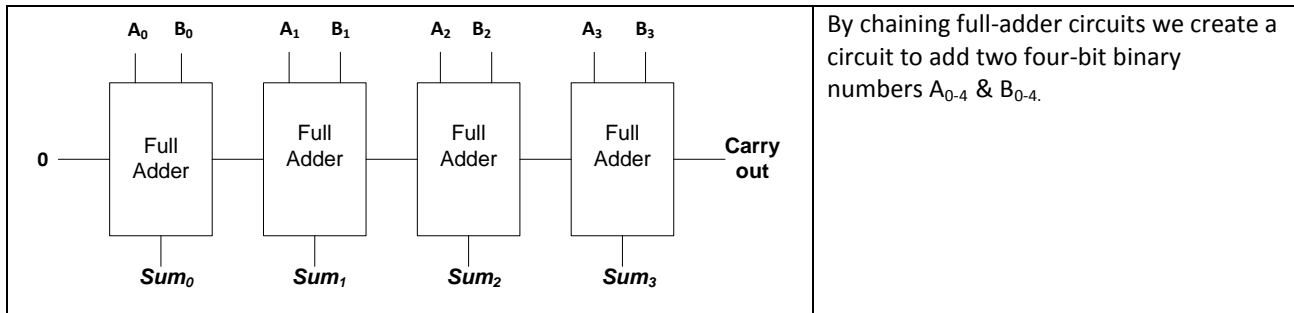 A₀ B₀ A₁ B₁ A₂ B₂ A₃ B₃
Full Adder Full Adder Full Adder Full Adder
0 Carry out
Sum₀ Sum₁ Sum₂ Sum₃
By chaining full-adder circuits we create a
circuit to add two four-bit binary
numbers A₀₋₄ & B₀₋₄.